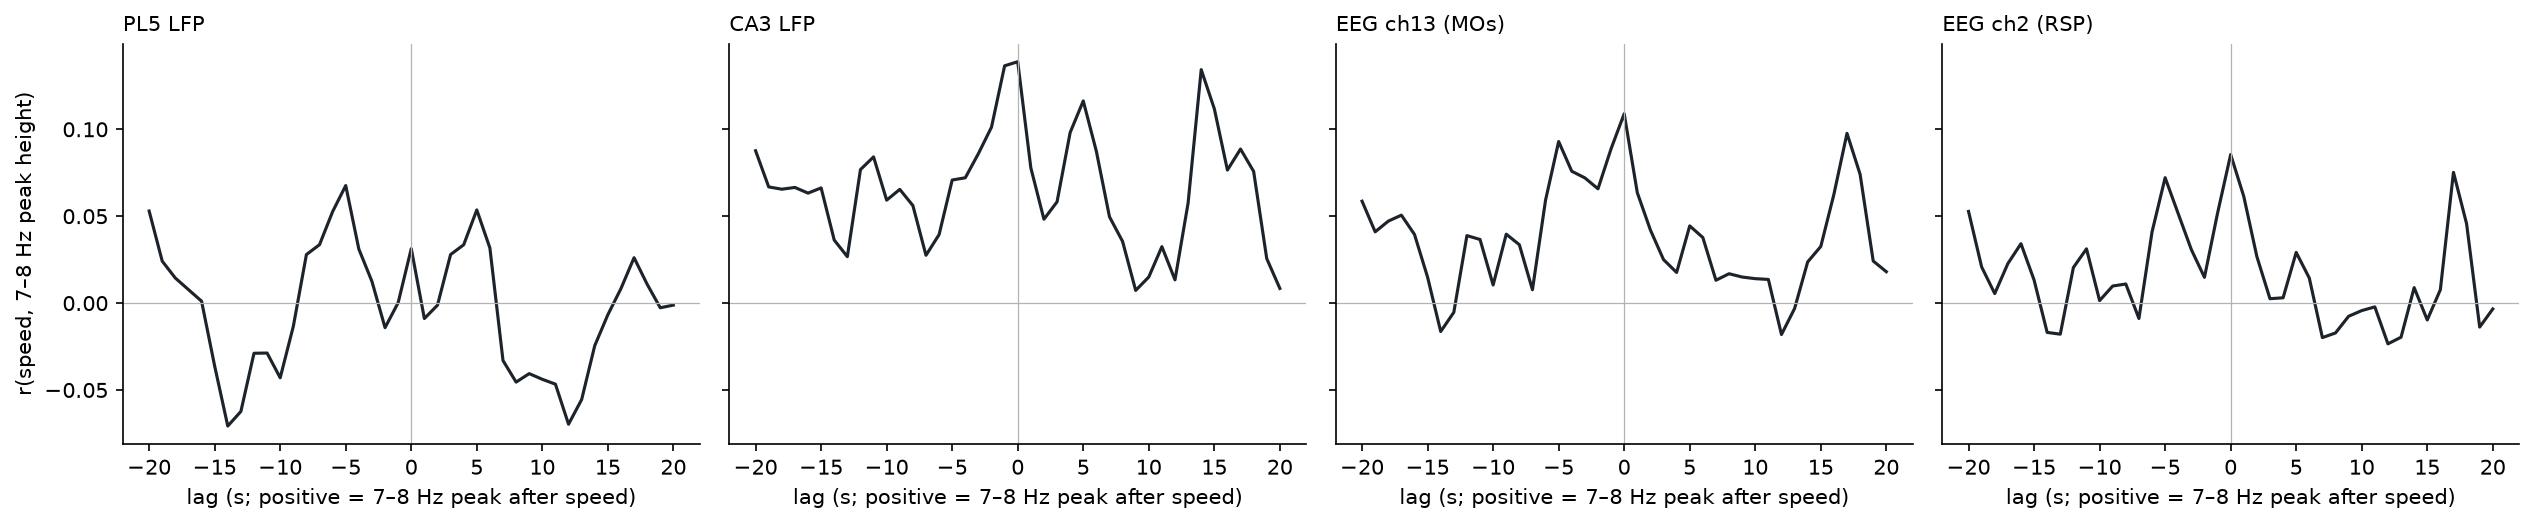 PL5 LFP
CA3 LFP
EEG ch13 (MOs)
EEG ch2 (RSP)
r(speed, 7–8 Hz peak height)
0.10
0.05
0.00
−0.05
−20 −15 −10 −5 0 5 10 15 20
−20 −15 −10 −5 0 5 10 15 20
−20 −15 −10 −5 0 5 10 15 20
−20 −15 −10 −5 0 5 10 15 20
lag (s; positive = 7–8 Hz peak after speed)
lag (s; positive = 7–8 Hz peak after speed)
lag (s; positive = 7–8 Hz peak after speed)
lag (s; positive = 7–8 Hz peak after speed)